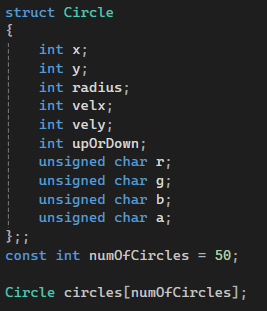 struct Circle
{
    int x;
    int y;
    int radius;
    int velx;
    int vely;
    int upOrDown;
    unsigned char r;
    unsigned char g;
    unsigned char b;
    unsigned char a;
};;
const int numOfCircles = 50;

Circle circles[numOfCircles];